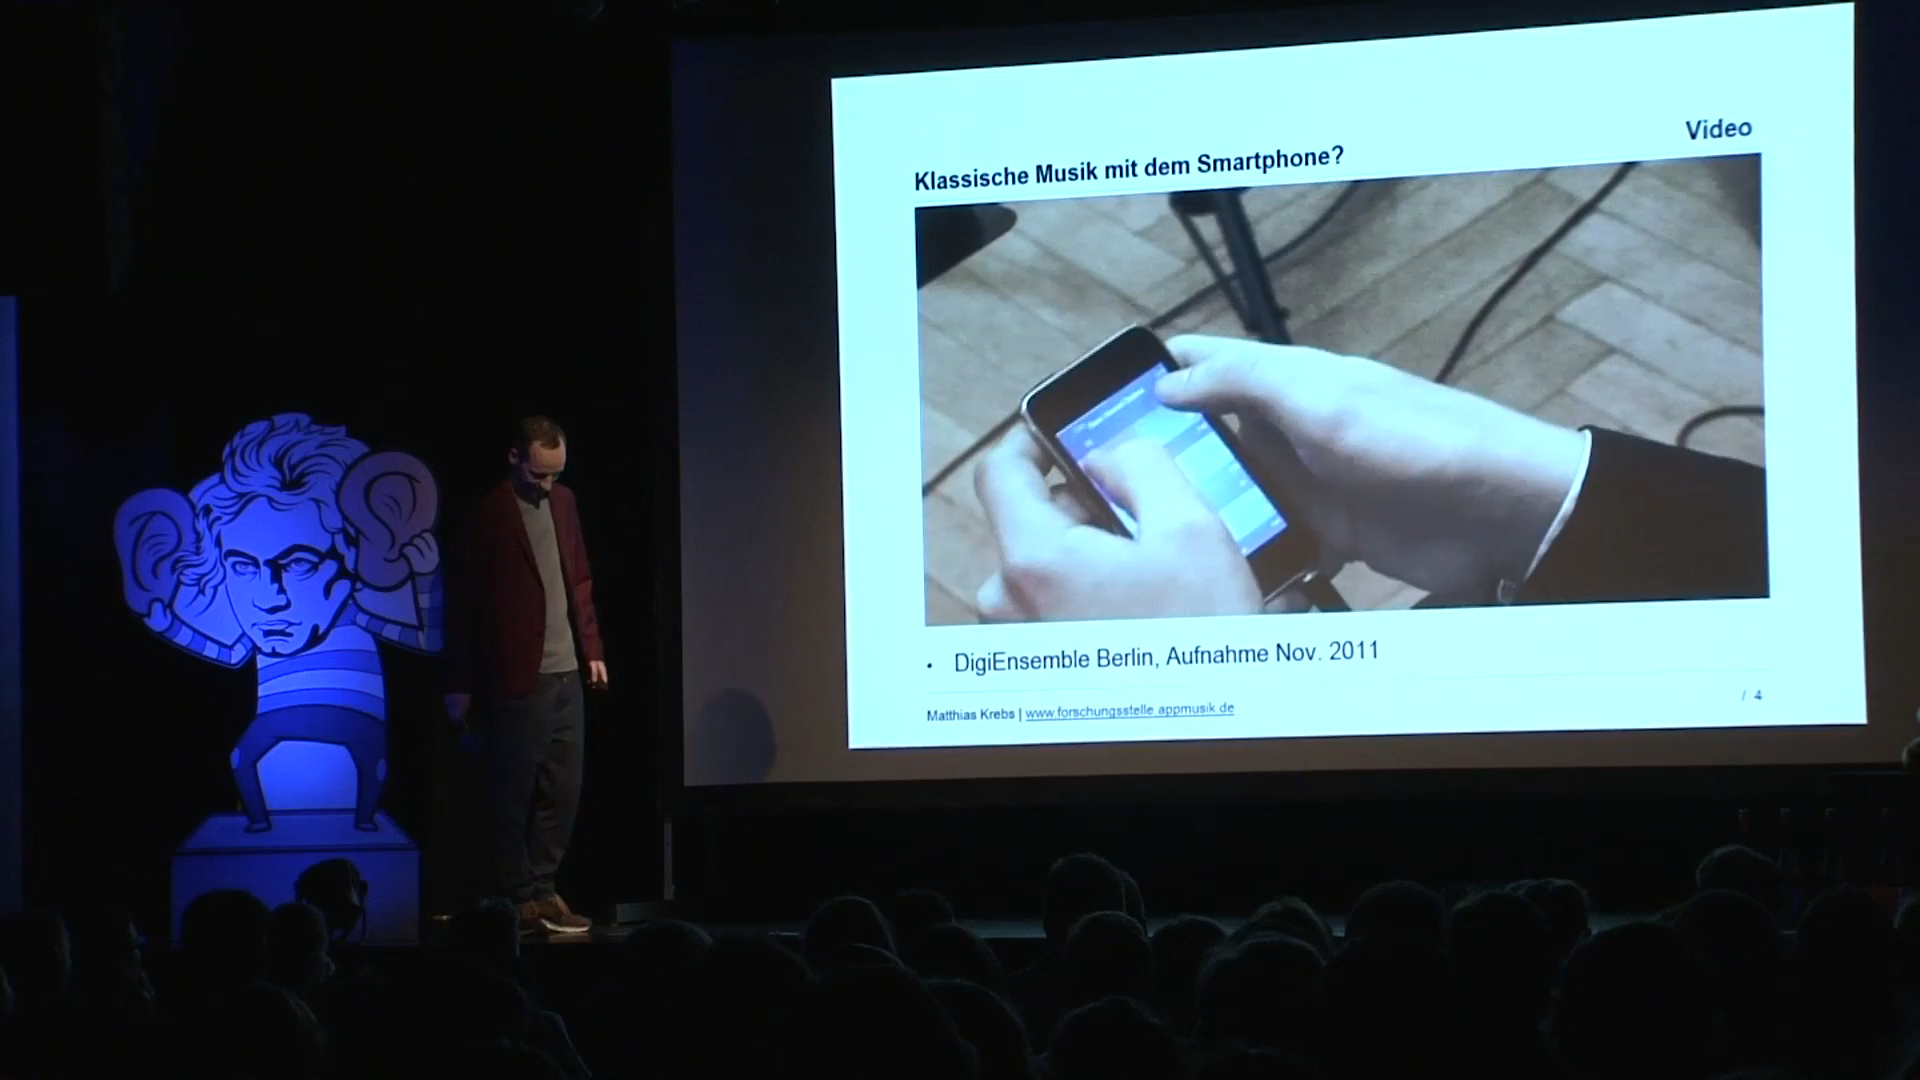 Video
Klassische Musik mit dem Smartphone?
• DigiEnsemble Berlin, Aufnahme Nov. 2011
Matthias Krebs | www.forschungsstelle.appmusik.de
/ 4